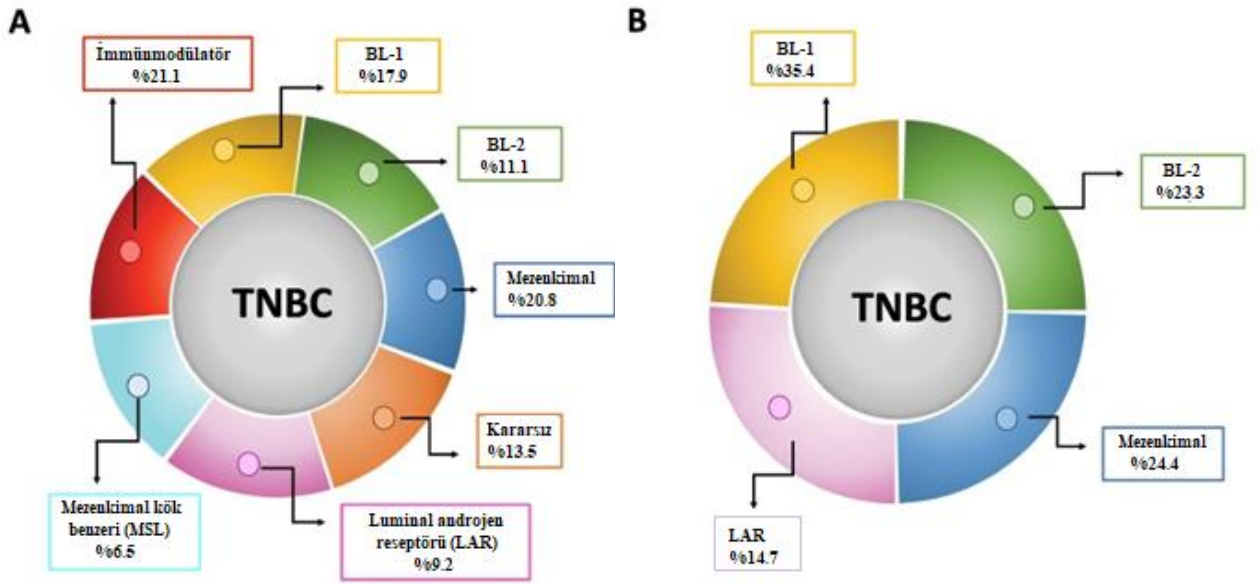 A
İmmünmodülatör
%21.1
BL-1
%17.9
BL-2
%11.1
Mezenkimal
%20.8
TNBC
Kararsız
%13.5
Mezenkimal kök
benzeri (MSL)
%6.5
Luminal androjen
reseptörü (LAR)
%9.2
B
BL-1
%35.4
BL-2
%23.3
TNBC
Mezenkimal
%24.4
LAR
%14.7